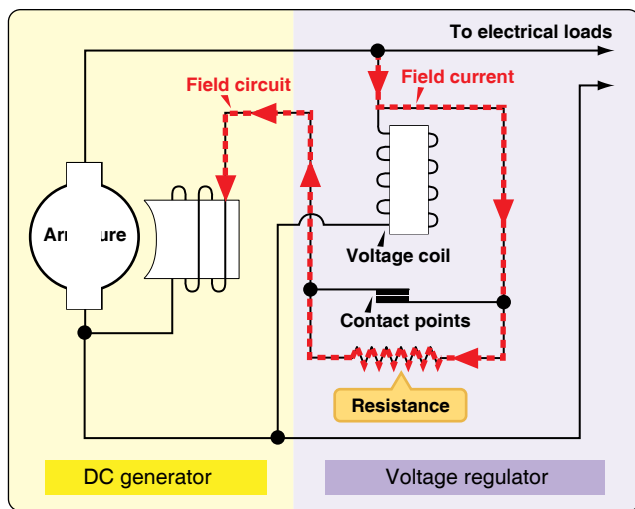 To electrical loads
Field circuit
Field current
Voltage coil
Contact points
Resistance
DC generator
Voltage regulator